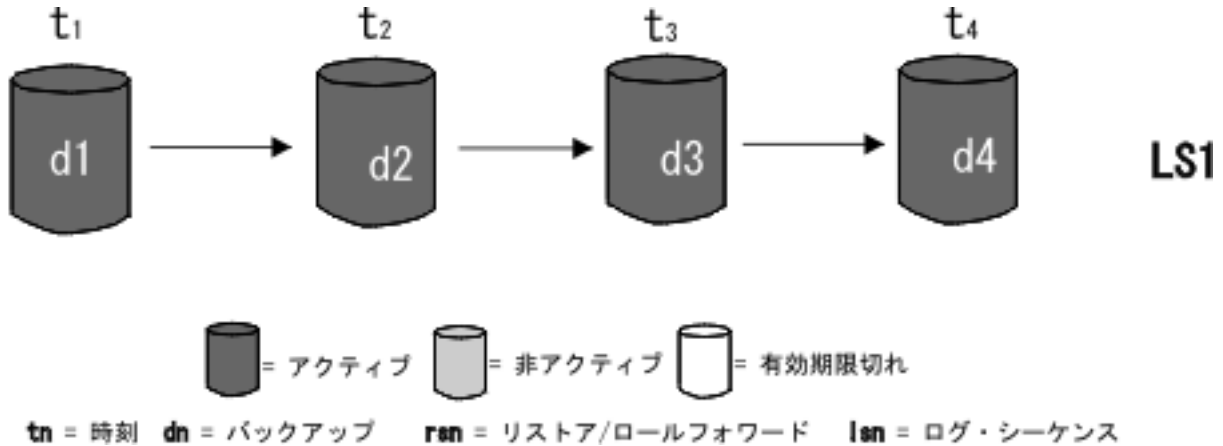 t1 t2 t3 t4
d1 d2 d3 d4 LS1
= アクティブ = 非アクティブ = 有効期限切れ
tn = 時刻 dn = バックアップ rsn = リストア/ロールフォワード lsn = ログ・シーケンス